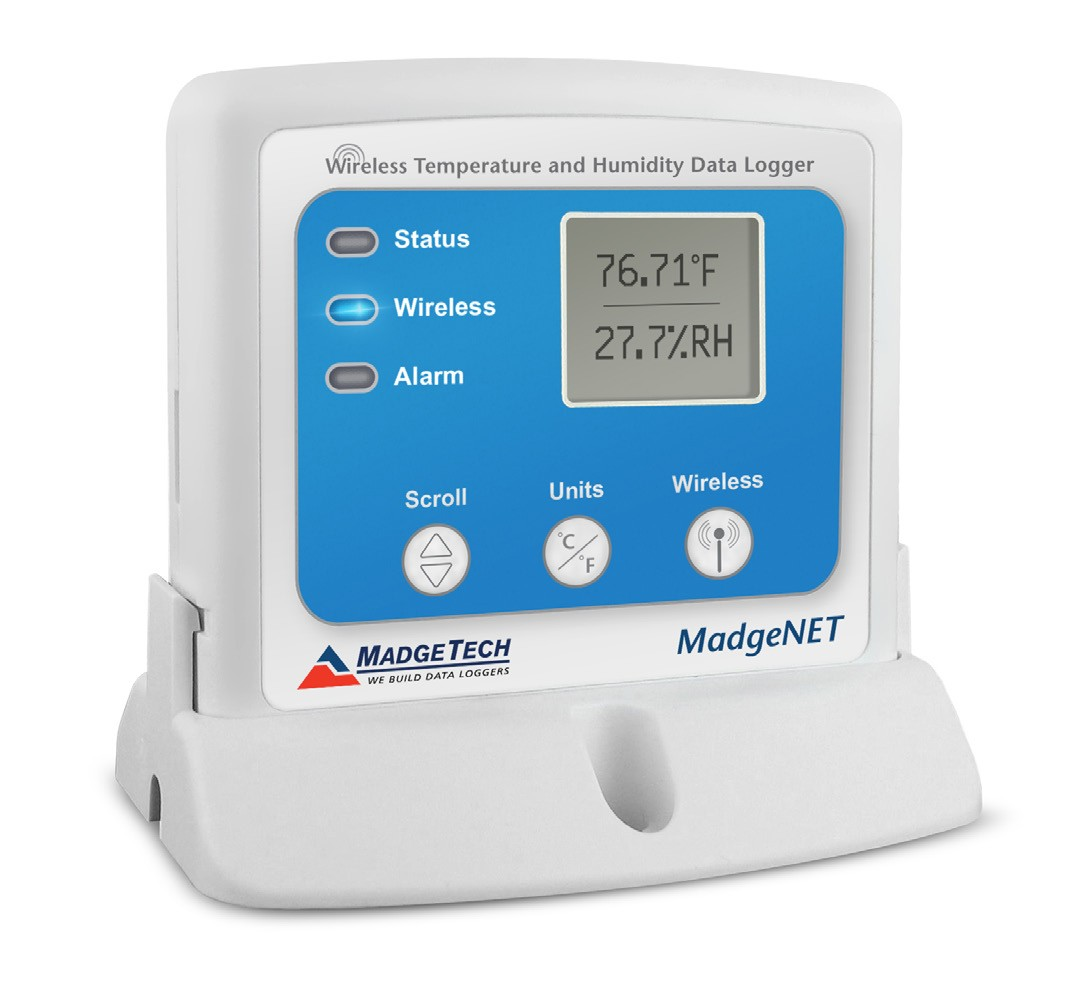 Wireless Temperature and Humidity Data Logger
Status
Wireless
Alarm
76.71°F
27.7%RH
Scroll
Units
Wireless
°C
°F
MADGETECH
WE BUILD DATA LOGGERS
MadgeNET